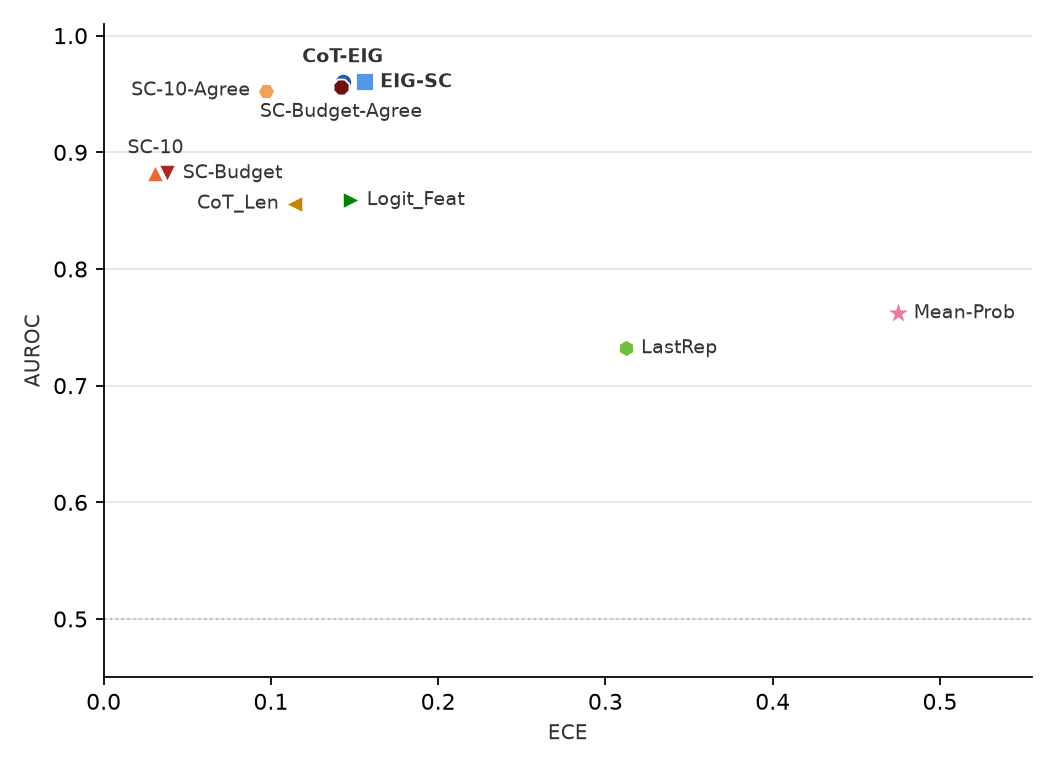 1.0
CoT-EIG
EIG-SC
SC-10-Agree
SC-Budget-Agree
0.9
SC-10
SC-Budget
CoT_Len
Logit_Feat
0.8
Mean-Prob
LastRep
0.7
AUROC
0.6
0.5
0.0
0.1
0.2
0.3
0.4
0.5
ECE